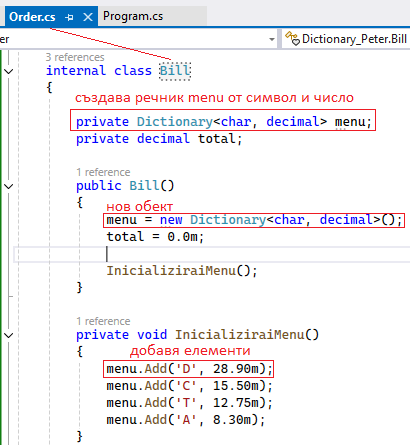 Order.cs Program.cs
er Dictionary_Peter.Bill
3 references
internal class Bill
{
създава речник menu от символ и число
private Dictionary<char, decimal> menu;
private decimal total;
1 reference
public Bill()
{
нов обект
menu = new Dictionary<char, decimal>();
total = 0.0m;
InicializiraiMenu();
}
1 reference
private void InicializiraiMenu()
{
добавя елементи
menu.Add('D', 28.90m);
menu.Add('C', 15.50m);
menu.Add('T', 12.75m);
menu.Add('A', 8.30m);
}